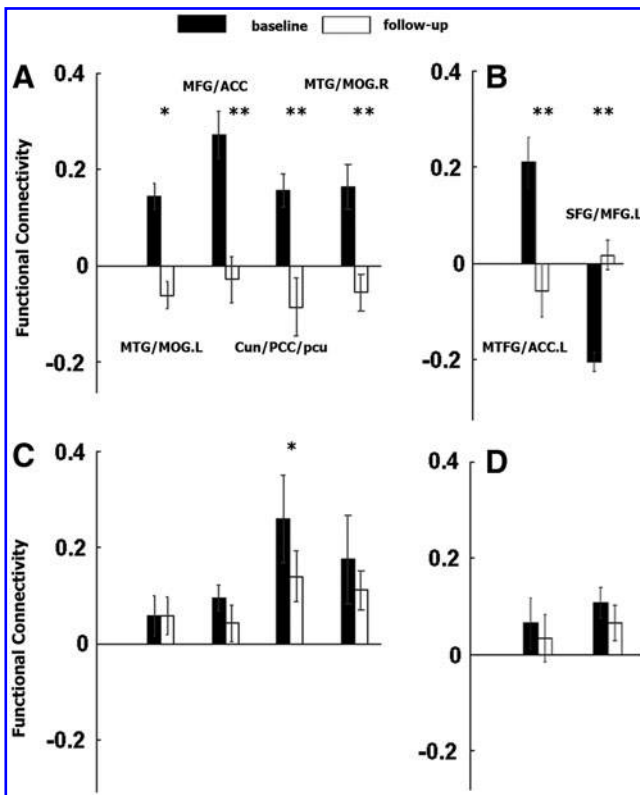 baseline follow-up
A
B
MFG/ACC
MTG/MOG.R
0.4
* ** ** **
0.2
0
-0.2
MTG/MOG.L
Cun/PCC/pcu
Functional Connectivity
0.4
** **
0.2
SFG/MFG.L
0
MTFG/ACC.L
-0.2
C
D
0.4
*
0.2
0
-0.2
Functional Connectivity
0.4
0.2
0
-0.2